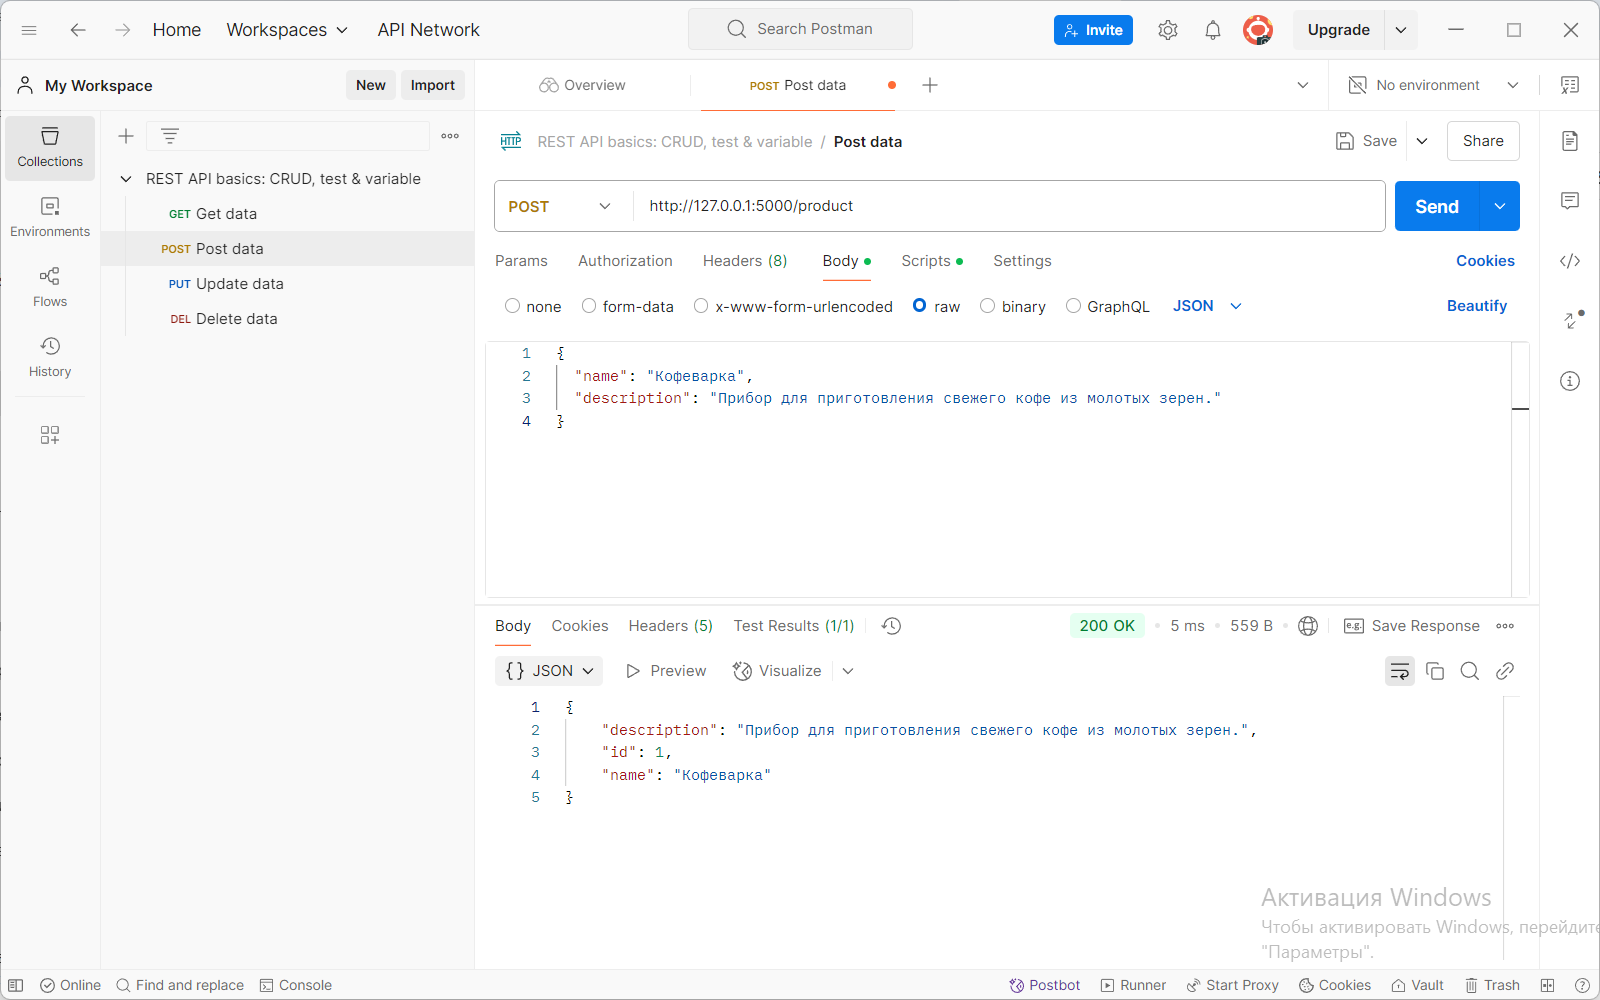 Home Workspaces API Network Search Postman Invite Upgrade
My Workspace New Import Overview POST Post data No environment
Collections
Environments
Flows
History
REST API basics: CRUD, test & variable
GET Get data
POST Post data
PUT Update data
DEL Delete data
HTTP REST API basics: CRUD, test & variable / Post data Save Share
POST http://127.0.0.1:5000/product Send
Params Authorization Headers (8) Body Scripts Settings Cookies
none form-data x-www-form-urlencoded raw binary GraphQL JSON Beautify
1 {
2 "name": "Кофеварка",
3 "description": "Прибор для приготовления свежего кофе из молотых зерен."
4 }
Body Cookies Headers (5) Test Results (1/1) 200 OK 5 ms 559 B e.g. Save Response
{} JSON Preview Visualize
1 {
2 "description": "Прибор для приготовления свежего кофе из молотых зерен.",
3 "id": 1,
4 "name": "Кофеварка"
5 }
Активация Windows
Чтобы активировать Windows, перейдите
"Параметры".
Online Find and replace Console Postbot Runner Start Proxy Cookies Vault Trash